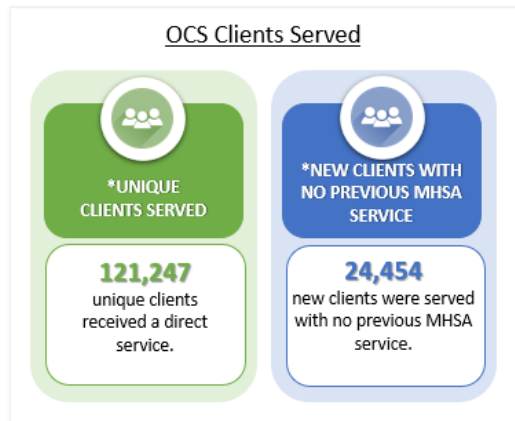 OCS Clients Served
*UNIQUE
CLIENTS SERVED
121,247
unique clients
received a direct
service.
*NEW CLIENTS WITH
NO PREVIOUS MHSA
SERVICE
24,454
new clients were served
with no previous MHSA
service.